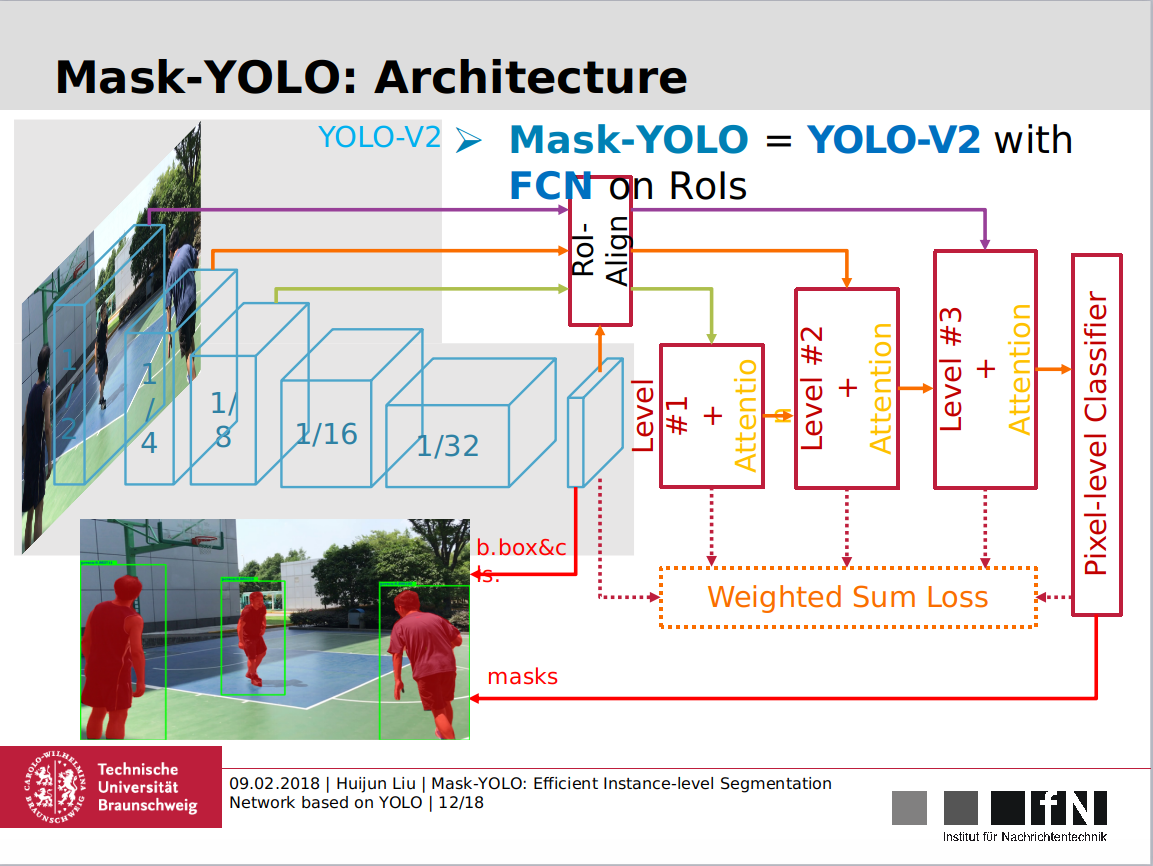 Mask-YOLO: Architecture
YOLO-V2
➢ Mask-YOLO = YOLO-V2 with
FCN on RoIs
RoI-
Align
1
/
2
1
/
4
1/
8
1/16
1/32
Level
#1
+
Attentio
n
Level #2
+
Attention
Level #3
+
Attention
Pixel-level Classifier
b.box&c
ls.
Weighted Sum Loss
masks
CAROLO-WILHELMINA
BRAUNSCHWEIG
Technische
Universität
Braunschweig
09.02.2018 | Huijun Liu | Mask-YOLO: Efficient Instance-level Segmentation
Network based on YOLO | 12/18
IfN
Institut für Nachrichtentechnik